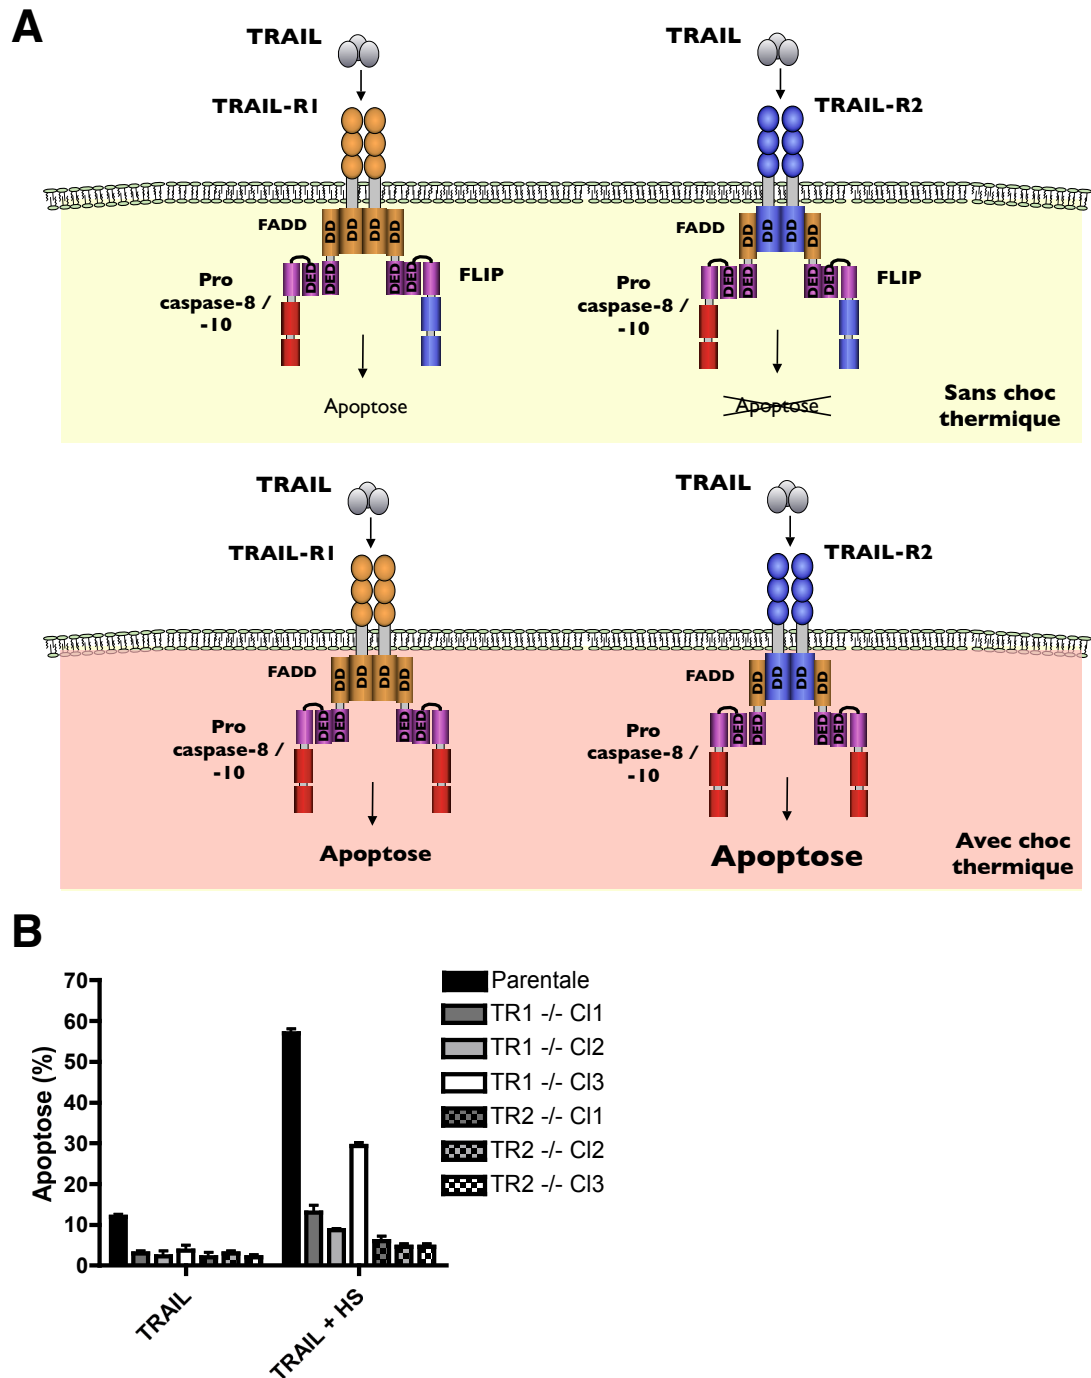 A
TRAIL
TRAIL
TRAIL-R1
TRAIL-R2
FADD
DD
DD
DD
DD
FADD
DD
DD
DD
DD
Pro
caspase-8 /
-10
DED
DED
DED
DED
FLIP
Pro
caspase-8 /
-10
DED
DED
DED
DED
FLIP
Apoptose
Apoptose
Sans choc
thermique
TRAIL
TRAIL
TRAIL-R1
TRAIL-R2
FADD
DD
DD
DD
DD
FADD
DD
DD
DD
DD
Pro
caspase-8 /
-10
DED
DED
DED
DED
Pro
caspase-8 /
-10
DED
DED
DED
DED
Apoptose
Apoptose
Avec choc
thermique
B
Apoptose (%)
70
60
50
40
30
20
10
0
TRAIL
TRAIL + HS
Parentale
TR1 -/- Cl1
TR1 -/- Cl2
TR1 -/- Cl3
TR2 -/- Cl1
TR2 -/- Cl2
TR2 -/- Cl3